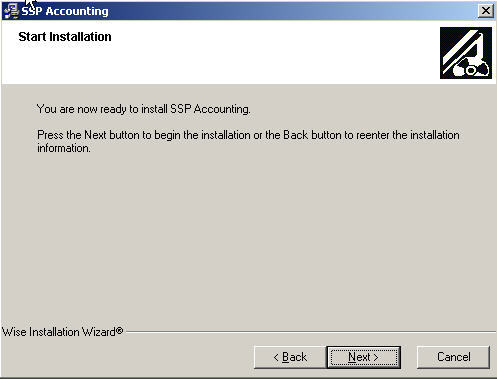 SSP Accounting
Start Installation
You are now ready to install SSP Accounting.
Press the Next button to begin the installation or the Back button to reenter the installation
information.
Wise Installation Wizard®
< Back Next > Cancel